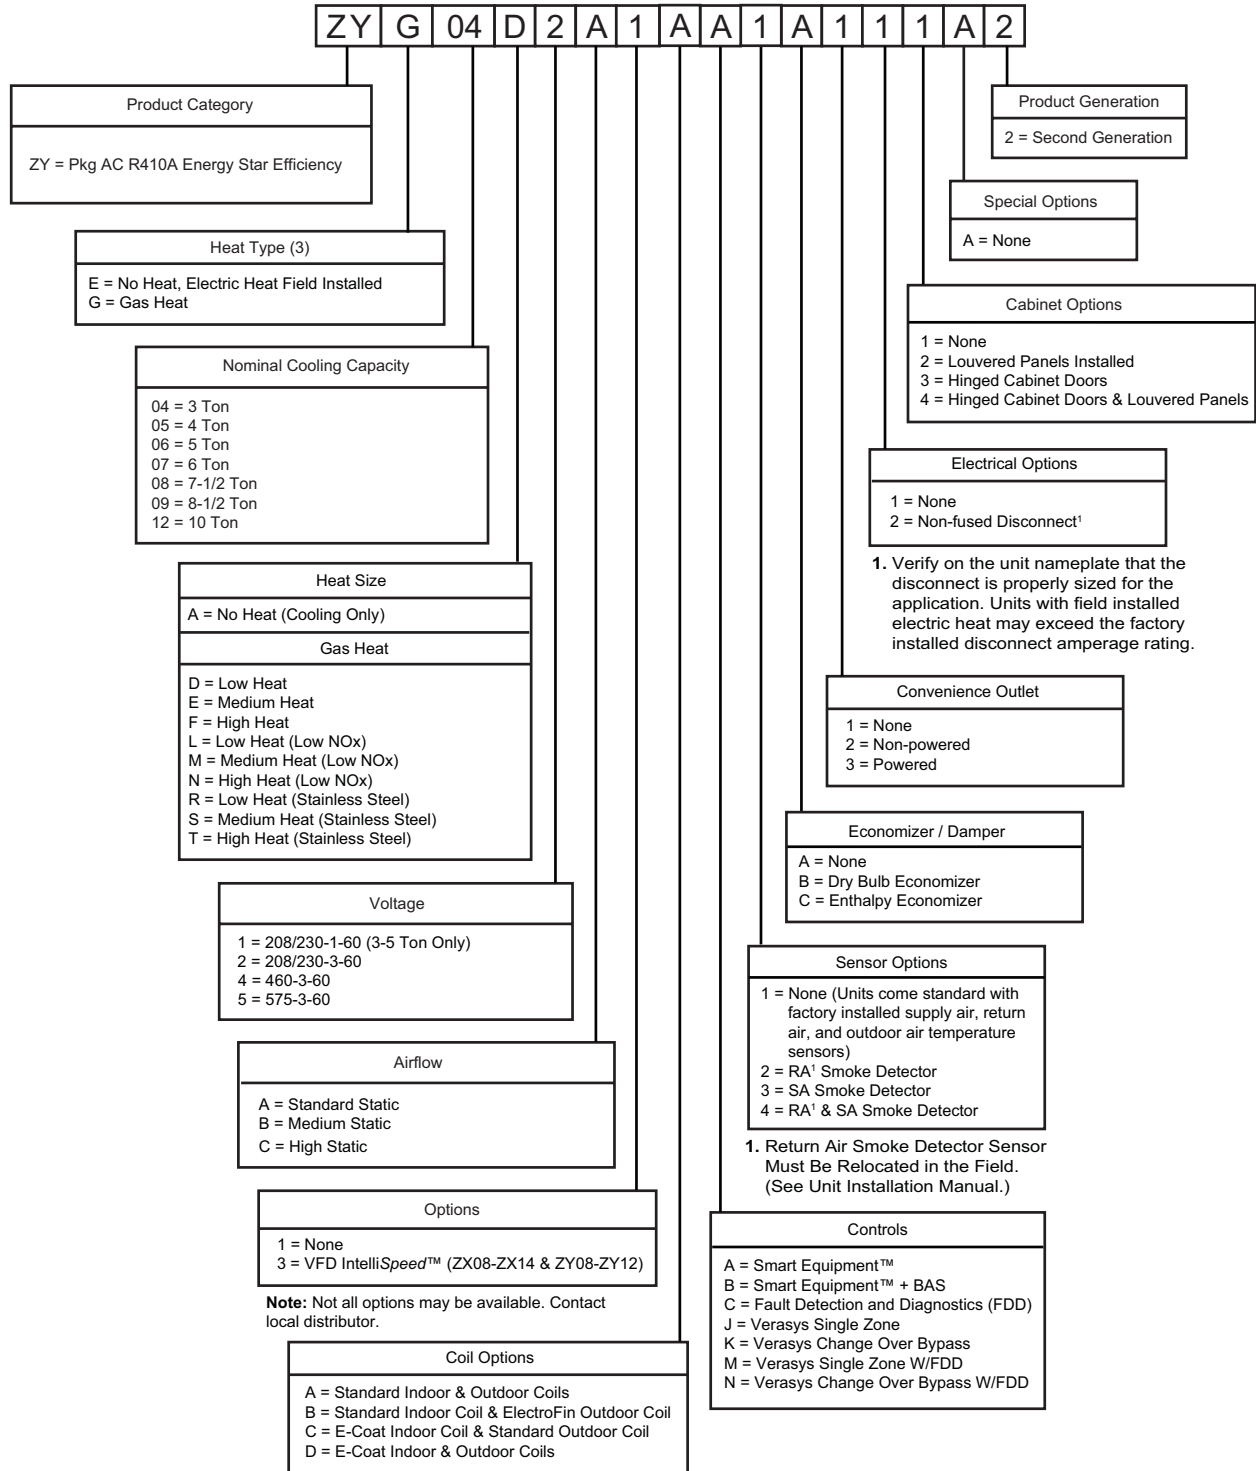 ZY G 04 D 2 A 1 A A 1 A 1 1 1 A 2
Product Category
ZY = Pkg AC R410A Energy Star Efficiency
Product Generation
2 = Second Generation
Special Options
A = None
Heat Type (3)
E = No Heat, Electric Heat Field Installed
G = Gas Heat
Cabinet Options
1 = None
2 = Louvered Panels Installed
3 = Hinged Cabinet Doors
4 = Hinged Cabinet Doors & Louvered Panels
Nominal Cooling Capacity
04 = 3 Ton
05 = 4 Ton
06 = 5 Ton
07 = 6 Ton
08 = 7-1/2 Ton
09 = 8-1/2 Ton
12 = 10 Ton
Electrical Options
1 = None
2 = Non-fused Disconnect¹
1. Verify on the unit nameplate that the
disconnect is properly sized for the
application. Units with field installed
electric heat may exceed the factory
installed disconnect amperage rating.
Heat Size
A = No Heat (Cooling Only)
Gas Heat
D = Low Heat
E = Medium Heat
F = High Heat
L = Low Heat (Low NOx)
M = Medium Heat (Low NOx)
N = High Heat (Low NOx)
R = Low Heat (Stainless Steel)
S = Medium Heat (Stainless Steel)
T = High Heat (Stainless Steel)
Convenience Outlet
1 = None
2 = Non-powered
3 = Powered
Economizer / Damper
A = None
B = Dry Bulb Economizer
C = Enthalpy Economizer
Voltage
1 = 208/230-1-60 (3-5 Ton Only)
2 = 208/230-3-60
4 = 460-3-60
5 = 575-3-60
Sensor Options
1 = None (Units come standard with
factory installed supply air, return
air, and outdoor air temperature
sensors)
2 = RA¹ Smoke Detector
3 = SA Smoke Detector
4 = RA¹ & SA Smoke Detector
1. Return Air Smoke Detector Sensor
Must Be Relocated in the Field.
(See Unit Installation Manual.)
Airflow
A = Standard Static
B = Medium Static
C = High Static
Options
1 = None
3 = VFD IntelliSpeed™ (ZX08-ZX14 & ZY08-ZY12)
Note: Not all options may be available. Contact
local distributor.
Controls
A = Smart Equipment™
B = Smart Equipment™ + BAS
C = Fault Detection and Diagnostics (FDD)
J = Verasys Single Zone
K = Verasys Change Over Bypass
M = Verasys Single Zone W/FDD
N = Verasys Change Over Bypass W/FDD
Coil Options
A = Standard Indoor & Outdoor Coils
B = Standard Indoor Coil & ElectroFin Outdoor Coil
C = E-Coat Indoor Coil & Standard Outdoor Coil
D = E-Coat Indoor & Outdoor Coils